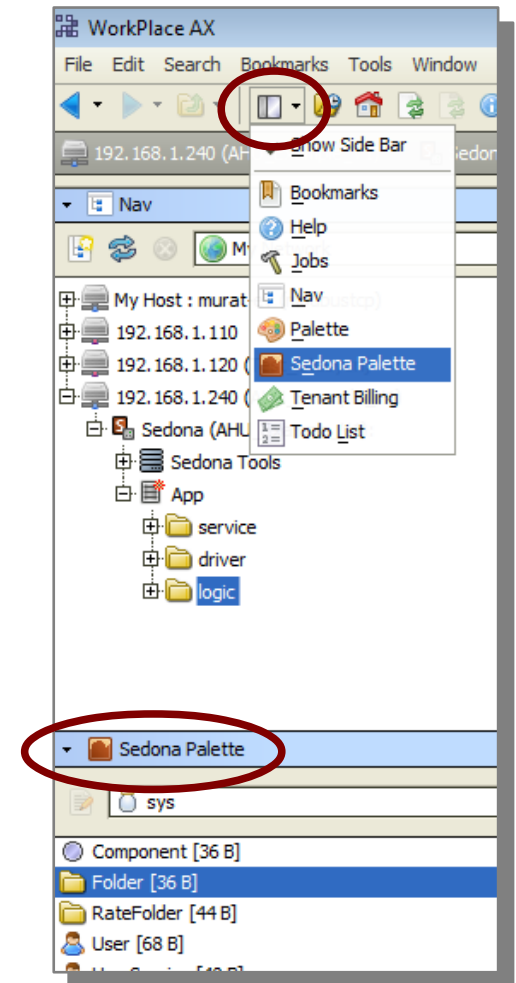 WorkPlace AX
File Edit Search Bookmarks Tools Window
192.168.1.240 (AH
Show Side Bar
Nav
Bookmarks
Help
Jobs
Nav
Palette
Sedona Palette
Tenant Billing
Todo List
My Host : murat
192.168.1.110
192.168.1.120 (
192.168.1.240 (
Sedona (AHU
Sedona Tools
App
service
driver
logic
Sedona Palette
sys
Component [36 B]
Folder [36 B]
RateFolder [44 B]
User [68 B]